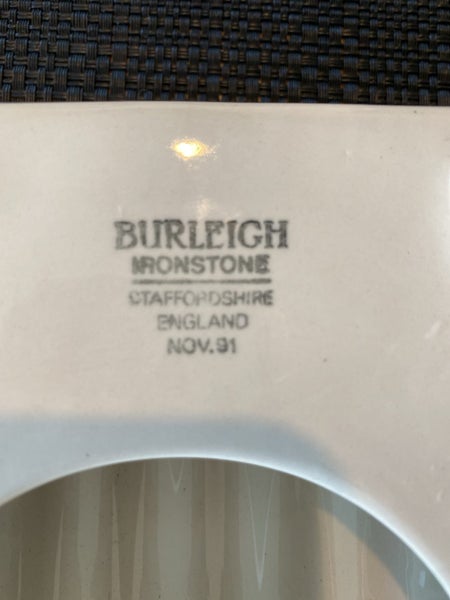 BURLEIGH
IRONSTONE
STAFFORDSHIRE
ENGLAND
NOV.91